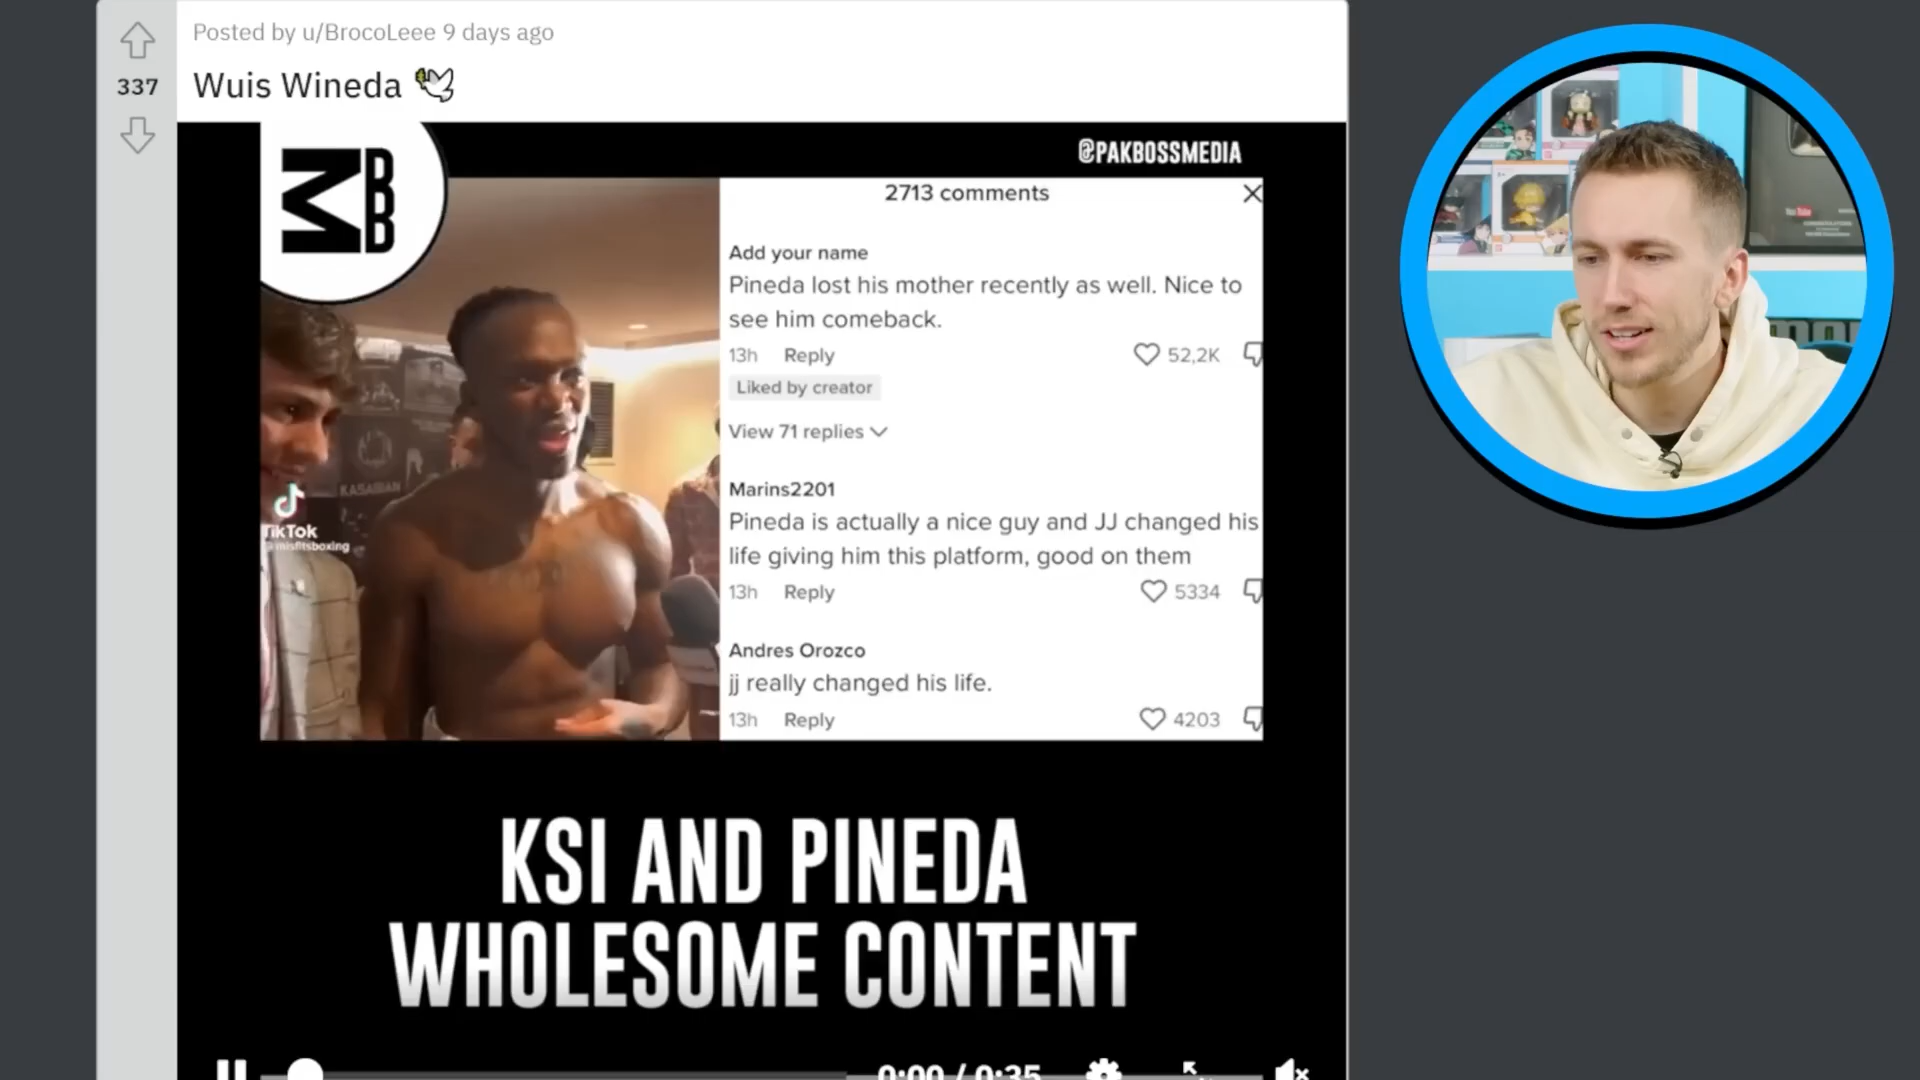 Posted by u/BrocoLeee 9 days ago
337
Wuis Wineda
@PAKBOSSMEDIA
MBB
2713 comments
Add your name
Pineda lost his mother recently as well. Nice to
see him comeback.
13h Reply 52,2K
Liked by creator
View 71 replies
Marins2201
Pineda is actually a nice guy and JJ changed his
life giving him this platform, good on them
13h Reply 5334
Andres Orozco
jj really changed his life.
13h Reply 4203
KASABIAN
TikTok
@misfitsboxing
KSI AND PINEDA
WHOLESOME CONTENT
0:00 / 0:35
YouTube